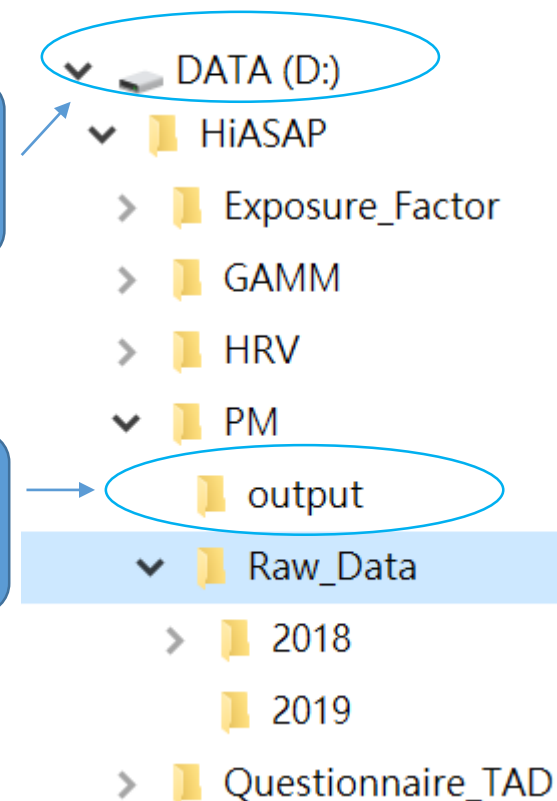 DATA (D:)
HiASAP
Exposure_Factor
GAMM
HRV
PM
output
Raw_Data
2018
2019
Questionnaire_TAD